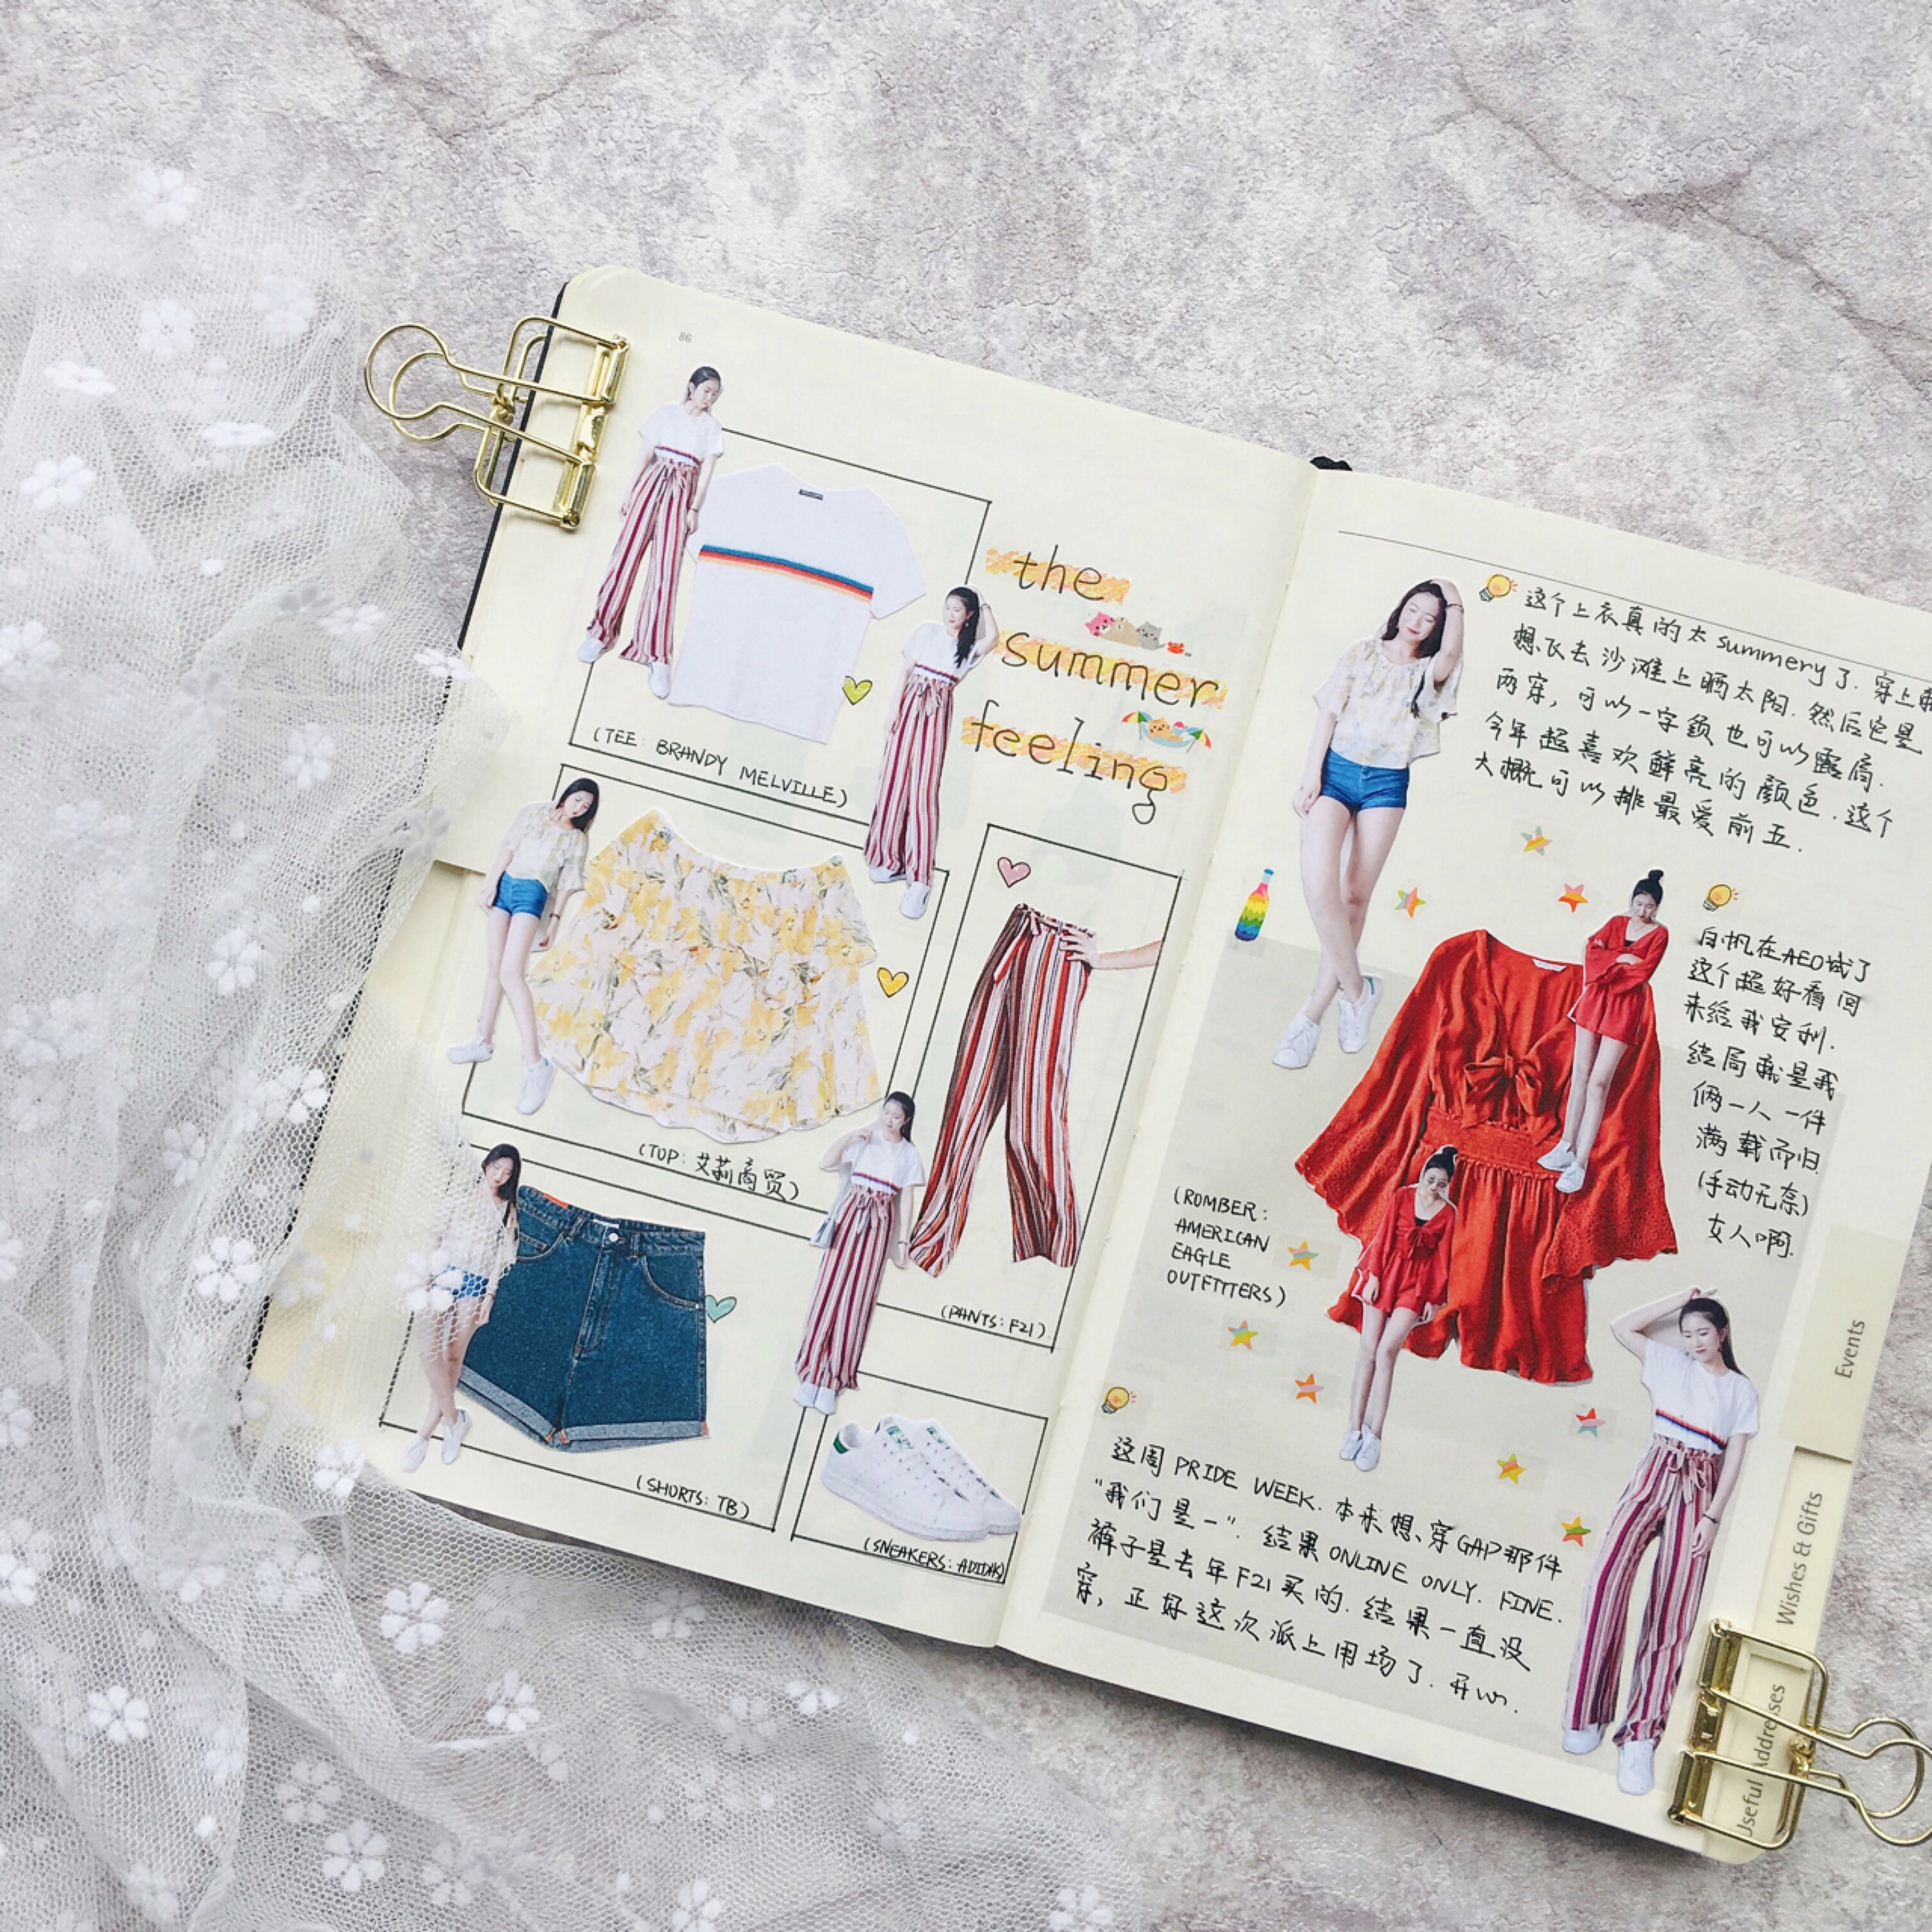 86
the
summer
feeling
(TEE: BRANDY MELVILLE)
(TOP: 艾莉商贸)
(PANTS: F21)
(SHORTS: TB)
(SNEAKERS: ADIDAS)
这个上衣真的太summery了. 穿上就
想飞去沙滩上晒太阳. 然后它是
两穿, 可以一字领也可以露肩.
今年超喜欢鲜亮的颜色. 这个
大概可以排最爱前五.
在AEO试了
这个超好看回
来给我安利.
结局就是我
俩一人一件
满载而归
(手动无奈)
女人啊.
(ROMBER:
AMERICAN
EAGLE
OUTFITTERS)
这周 PRIDE WEEK. 本来想穿GAP那件
"我们是一". 结果 ONLINE ONLY. FINE.
裤子是去年F21买的. 结果一直没
穿, 正好这次派上用场了. 开心.
Events
Wishes & Gifts
Useful Addresses